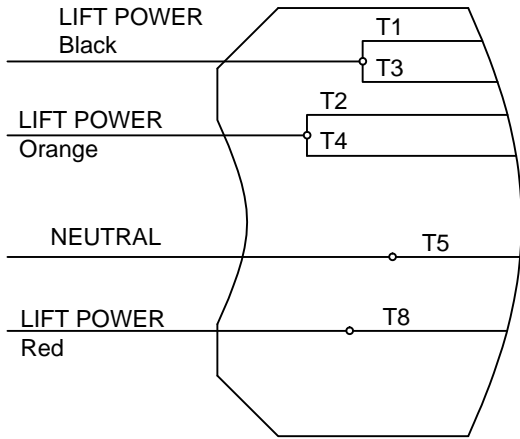 LIFT POWER
Black
T1
T3
LIFT POWER
Orange
T2
T4
NEUTRAL
T5
LIFT POWER
Red
T8